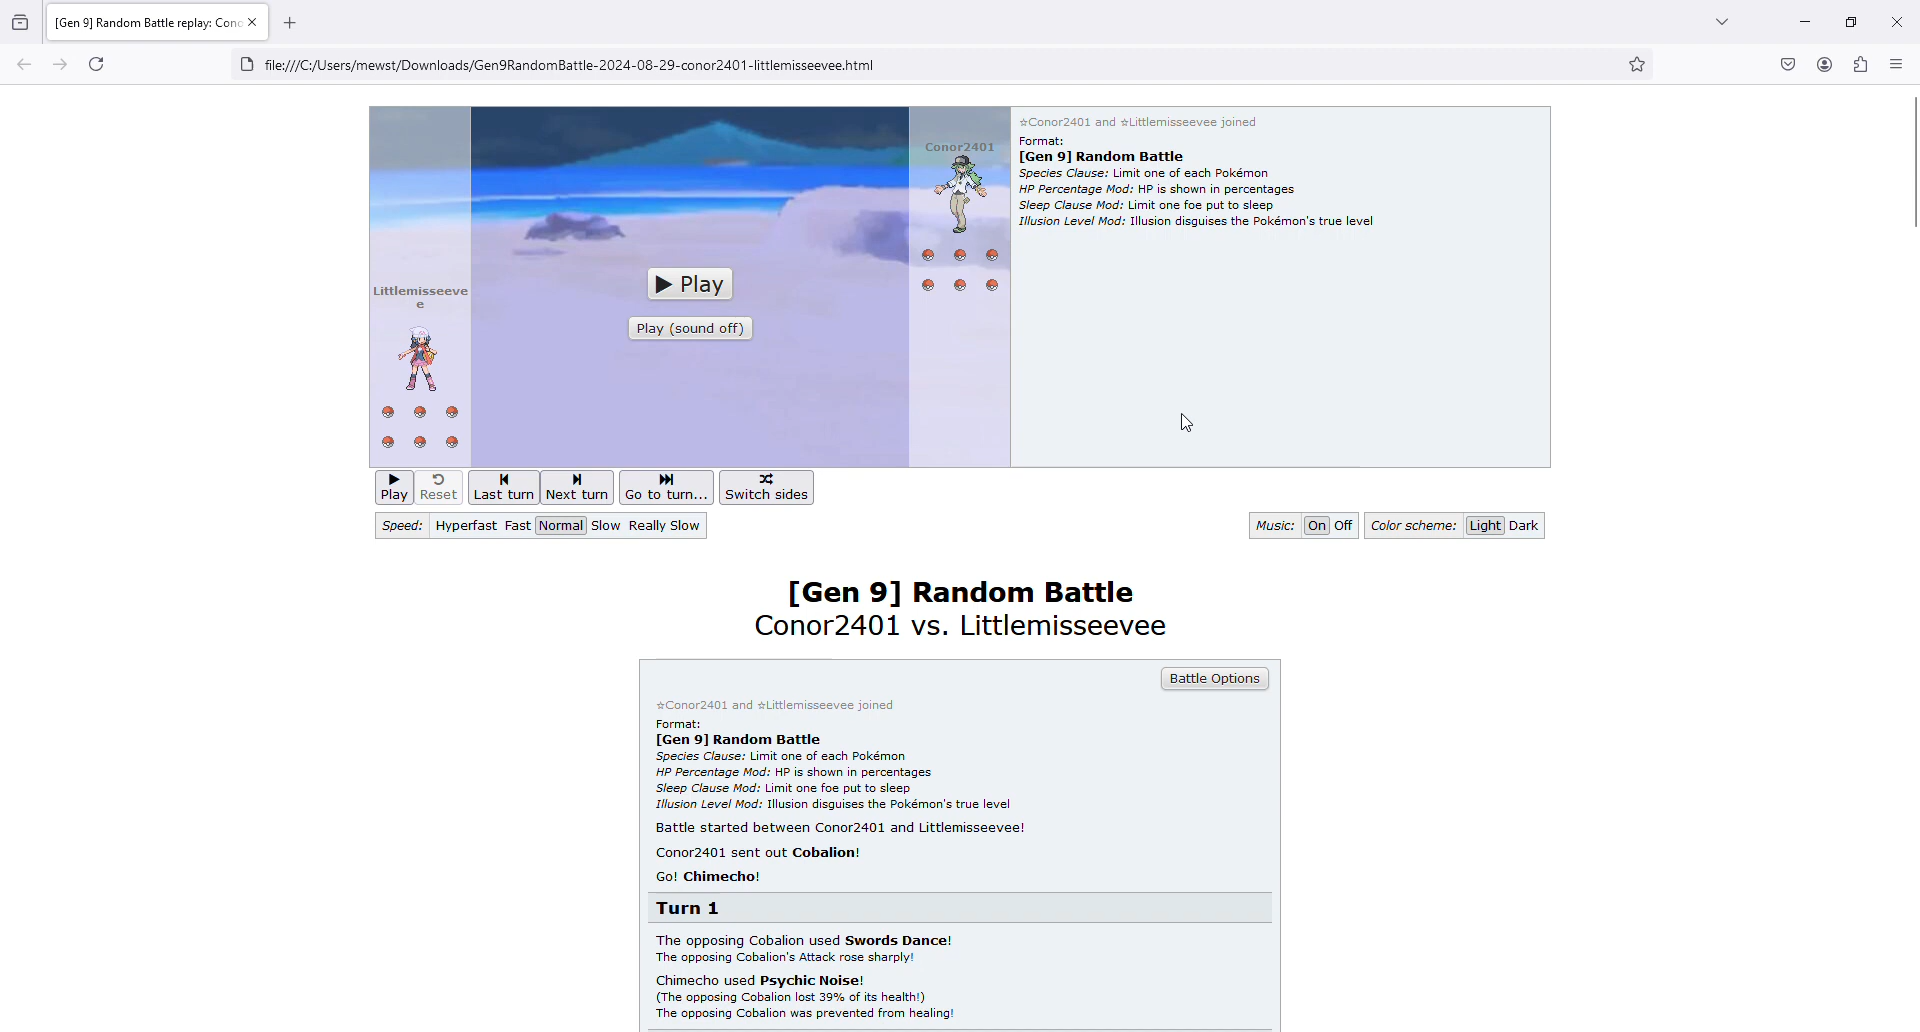 [Gen 9] Random Battle replay: Cono
file:///C:/Users/mewst/Downloads/Gen9RandomBattle-2024-08-29-conor2401-littlemisseevee.html
Conor2401
Littlemisseeve
e
▶ Play
Play (sound off)
☆Conor2401 and ☆Littlemisseevee joined
Format:
[Gen 9] Random Battle
Species Clause: Limit one of each Pokémon
HP Percentage Mod: HP is shown in percentages
Sleep Clause Mod: Limit one foe put to sleep
Illusion Level Mod: Illusion disguises the Pokémon's true level
Play Reset Last turn Next turn Go to turn... Switch sides
Speed: Hyperfast Fast Normal Slow Really Slow
Music: On Off
Color scheme: Light Dark
[Gen 9] Random Battle
Conor2401 vs. Littlemisseevee
Battle Options
☆Conor2401 and ☆Littlemisseevee joined
Format:
[Gen 9] Random Battle
Species Clause: Limit one of each Pokémon
HP Percentage Mod: HP is shown in percentages
Sleep Clause Mod: Limit one foe put to sleep
Illusion Level Mod: Illusion disguises the Pokémon's true level
Battle started between Conor2401 and Littlemisseevee!
Conor2401 sent out Cobalion!
Go! Chimecho!
Turn 1
The opposing Cobalion used Swords Dance!
The opposing Cobalion's Attack rose sharply!
Chimecho used Psychic Noise!
(The opposing Cobalion lost 39% of its health!)
The opposing Cobalion was prevented from healing!